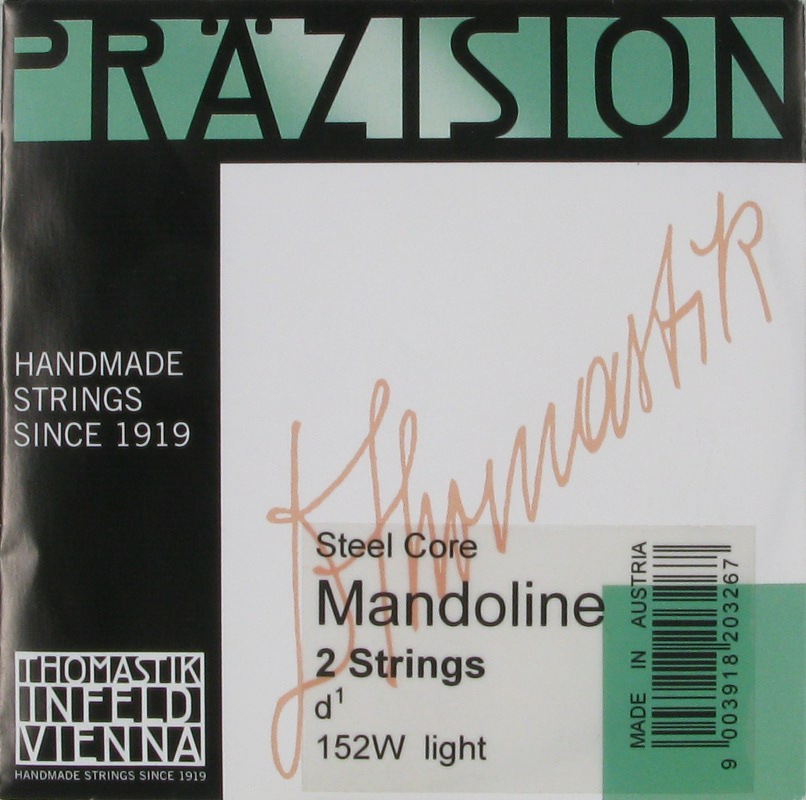 PRÄZISION
HANDMADE
STRINGS
SINCE 1919
Thomastik
Steel Core
Mandoline
2 Strings
d¹
152W light
MADE IN AUSTRIA
9 003918 203267
THOMASTIK
INFELD
VIENNA
HANDMADE STRINGS SINCE 1919